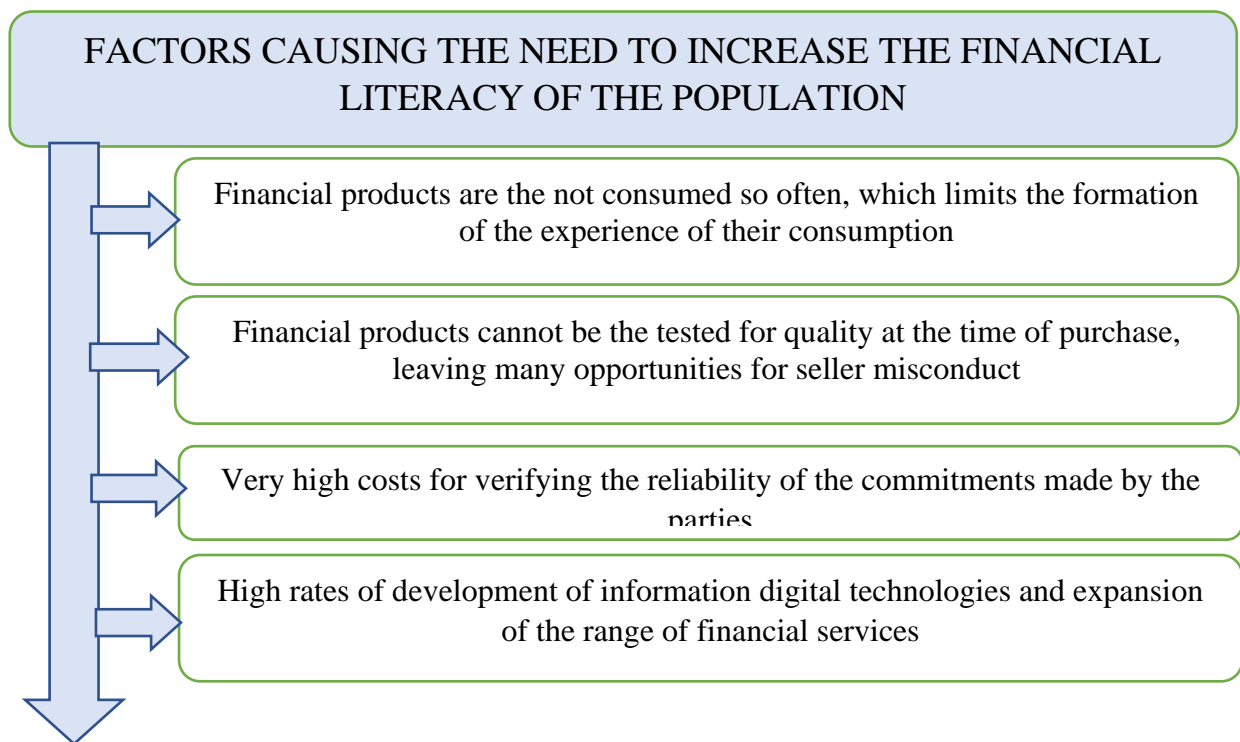 FACTORS CAUSING THE NEED TO INCREASE THE FINANCIAL
LITERACY OF THE POPULATION
Financial products are the not consumed so often, which limits the formation
of the experience of their consumption
Financial products cannot be the tested for quality at the time of purchase,
leaving many opportunities for seller misconduct
Very high costs for verifying the reliability of the commitments made by the
parties
High rates of development of information digital technologies and expansion
of the range of financial services